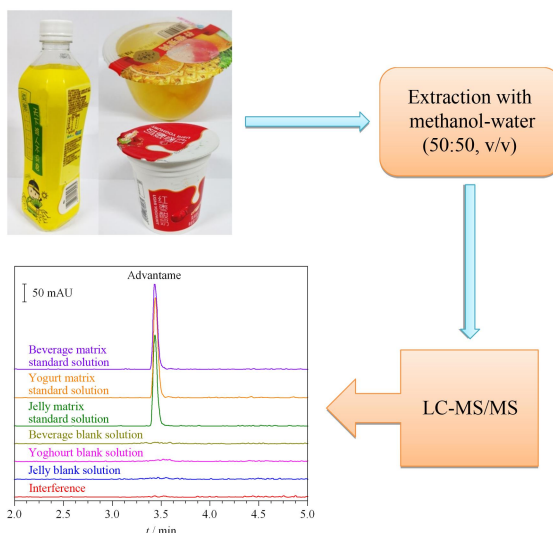 Extraction with
methanol-water
(50:50, v/v)
LC-MS/MS
Advantame
50 mAU
Beverage matrix
standard solution
Yogurt matrix
standard solution
Jelly matrix
standard solution
Beverage blank solution
Yoghourt blank solution
Jelly blank solution
Interference
2.0 2.5 3.0 3.5 4.0 4.5 5.0
t / min